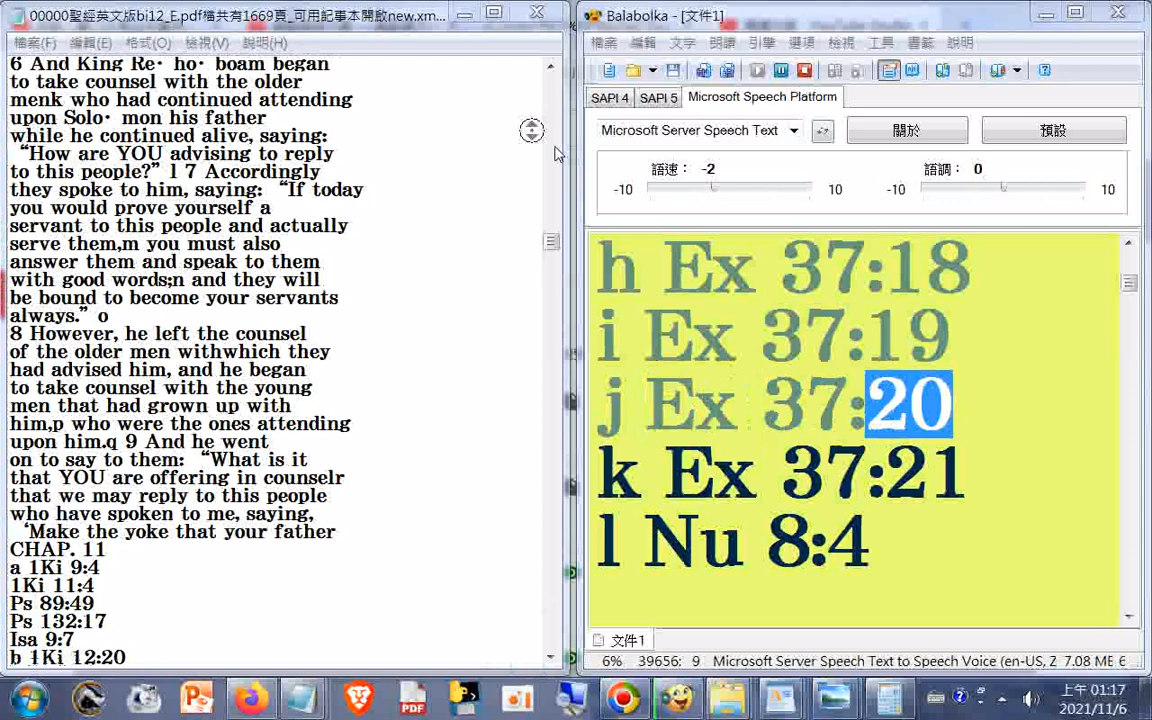 00000聖經英文版bi12_E.pdf檔共有1669頁_可用記事本開啟new.xm...
檔案(F) 編輯(E) 格式(O) 檢視(V) 說明(H)
6 And King Re· ho· boam began
to take counsel with the older
menk who had continued attending
upon Solo· mon his father
while he continued alive, saying:
“How are YOU advising to reply
to this people?” l 7 Accordingly
they spoke to him, saying: “If today
you would prove yourself a
servant to this people and actually
serve them,m you must also
answer them and speak to them
with good words;n and they will
be bound to become your servants
always.” o
8 However, he left the counsel
of the older men withwhich they
had advised him, and he began
to take counsel with the young
men that had grown up with
him,p who were the ones attending
upon him.q 9 And he went
on to say to them: “What is it
that YOU are offering in counselr
that we may reply to this people
who have spoken to me, saying,
‘Make the yoke that your father
CHAP. 11
a 1Ki 9:4
1Ki 11:4
Ps 89:49
Ps 132:17
Isa 9:7
b 1Ki 12:20
Balabolka - [文件1]
檔案 編輯 文字 朗讀 引擎 選項 檢視 工具 書籤 說明
SAPI 4 SAPI 5 Microsoft Speech Platform
Microsoft Server Speech Text 關於 預設
語速： -2 語調： 0
-10 10 -10 10
h Ex 37:18
i Ex 37:19
j Ex 37:20
k Ex 37:21
l Nu 8:4
文件1
6% 39656: 9 Microsoft Server Speech Text to Speech Voice (en-US, Z 7.08 MB 6
上午 01:17
2021/11/6